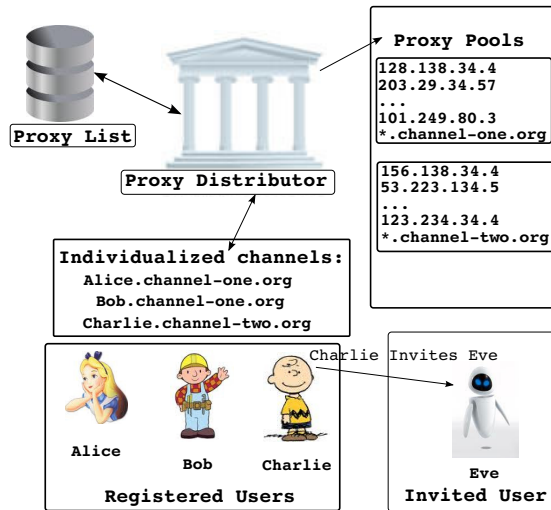 Proxy List
Proxy Distributor
Proxy Pools
128.138.34.4
203.29.34.57
...
101.249.80.3
*.channel-one.org
156.138.34.4
53.223.134.5
...
123.234.34.4
*.channel-two.org
Individualized channels:
Alice.channel-one.org
Bob.channel-one.org
Charlie.channel-two.org
Charlie Invites Eve
Alice
Bob
Charlie
Registered Users
Eve
Invited User